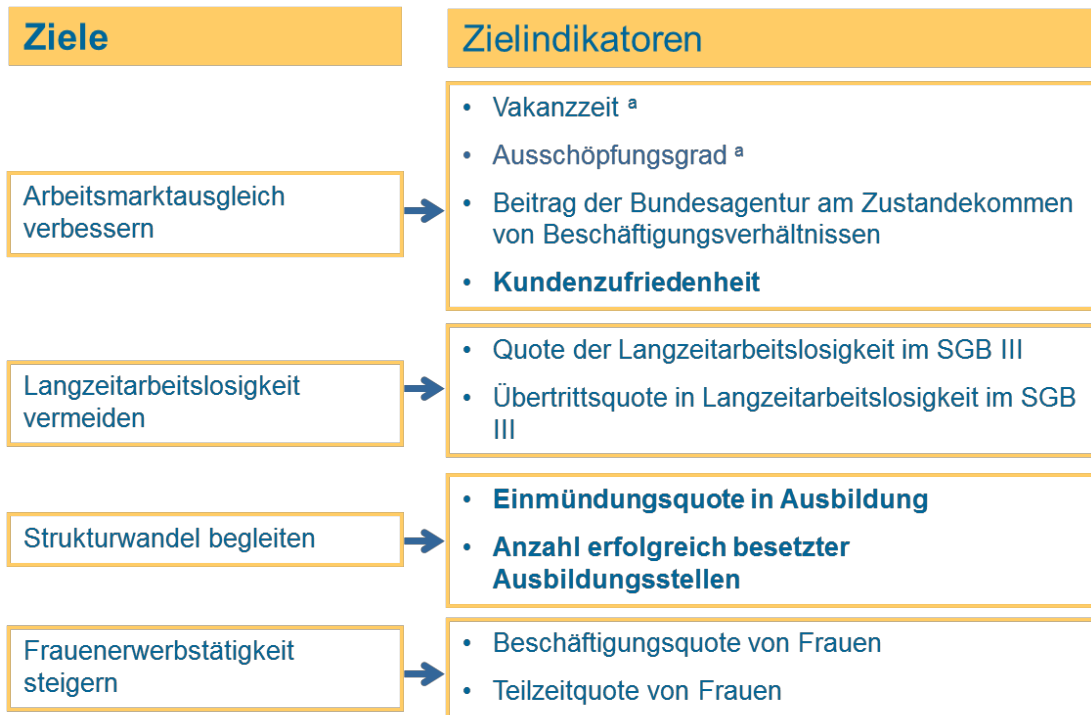 Ziele
Zielindikatoren
Arbeitsmarktausgleich
verbessern
• Vakanzzeit ª
• Ausschöpfungsgrad ª
• Beitrag der Bundesagentur am Zustandekommen
von Beschäftigungsverhältnissen
• Kundenzufriedenheit
Langzeitarbeitslosigkeit
vermeiden
• Quote der Langzeitarbeitslosigkeit im SGB III
• Übertrittsquote in Langzeitarbeitslosigkeit im SGB
III
Strukturwandel begleiten
• Einmündungsquote in Ausbildung
• Anzahl erfolgreich besetzter
Ausbildungsstellen
Frauenerwerbstätigkeit
steigern
• Beschäftigungsquote von Frauen
• Teilzeitquote von Frauen